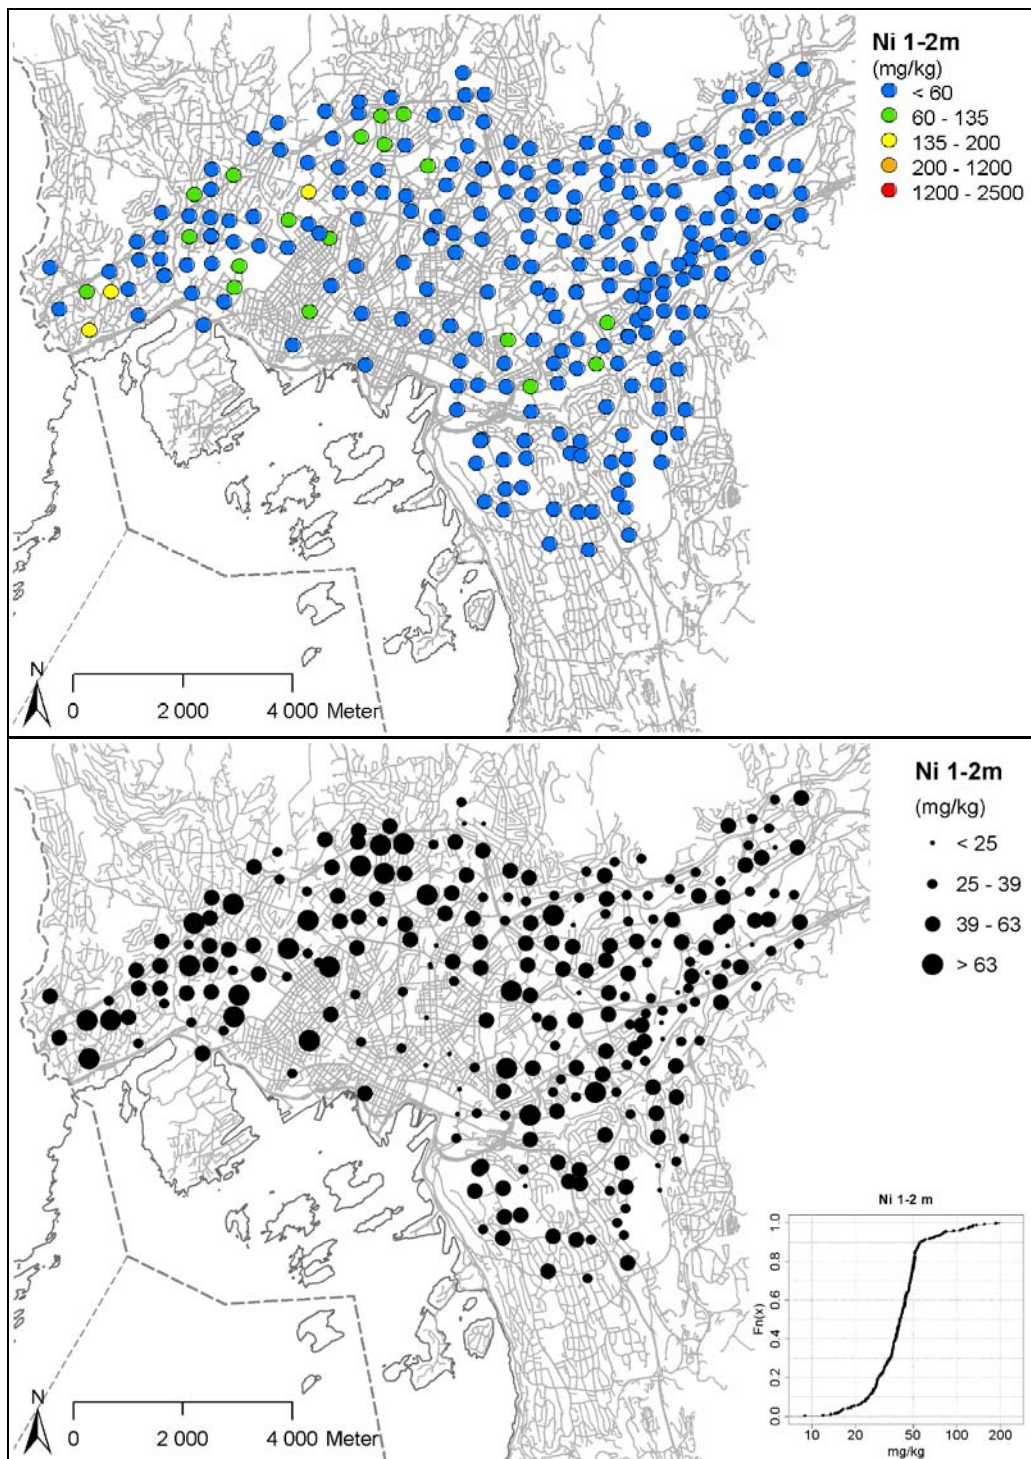 Ni 1-2m
(mg/kg)
< 60
60 - 135
135 - 200
200 - 1200
1200 - 2500
N
0 2 000 4 000 Meter
Ni 1-2m
(mg/kg)
< 25
25 - 39
39 - 63
> 63
Ni 1-2 m
1.0
0.8
0.6
Fn(x)
0.4
0.2
0.0
10 20 50 100 200
mg/kg
N
0 2 000 4 000 Meter